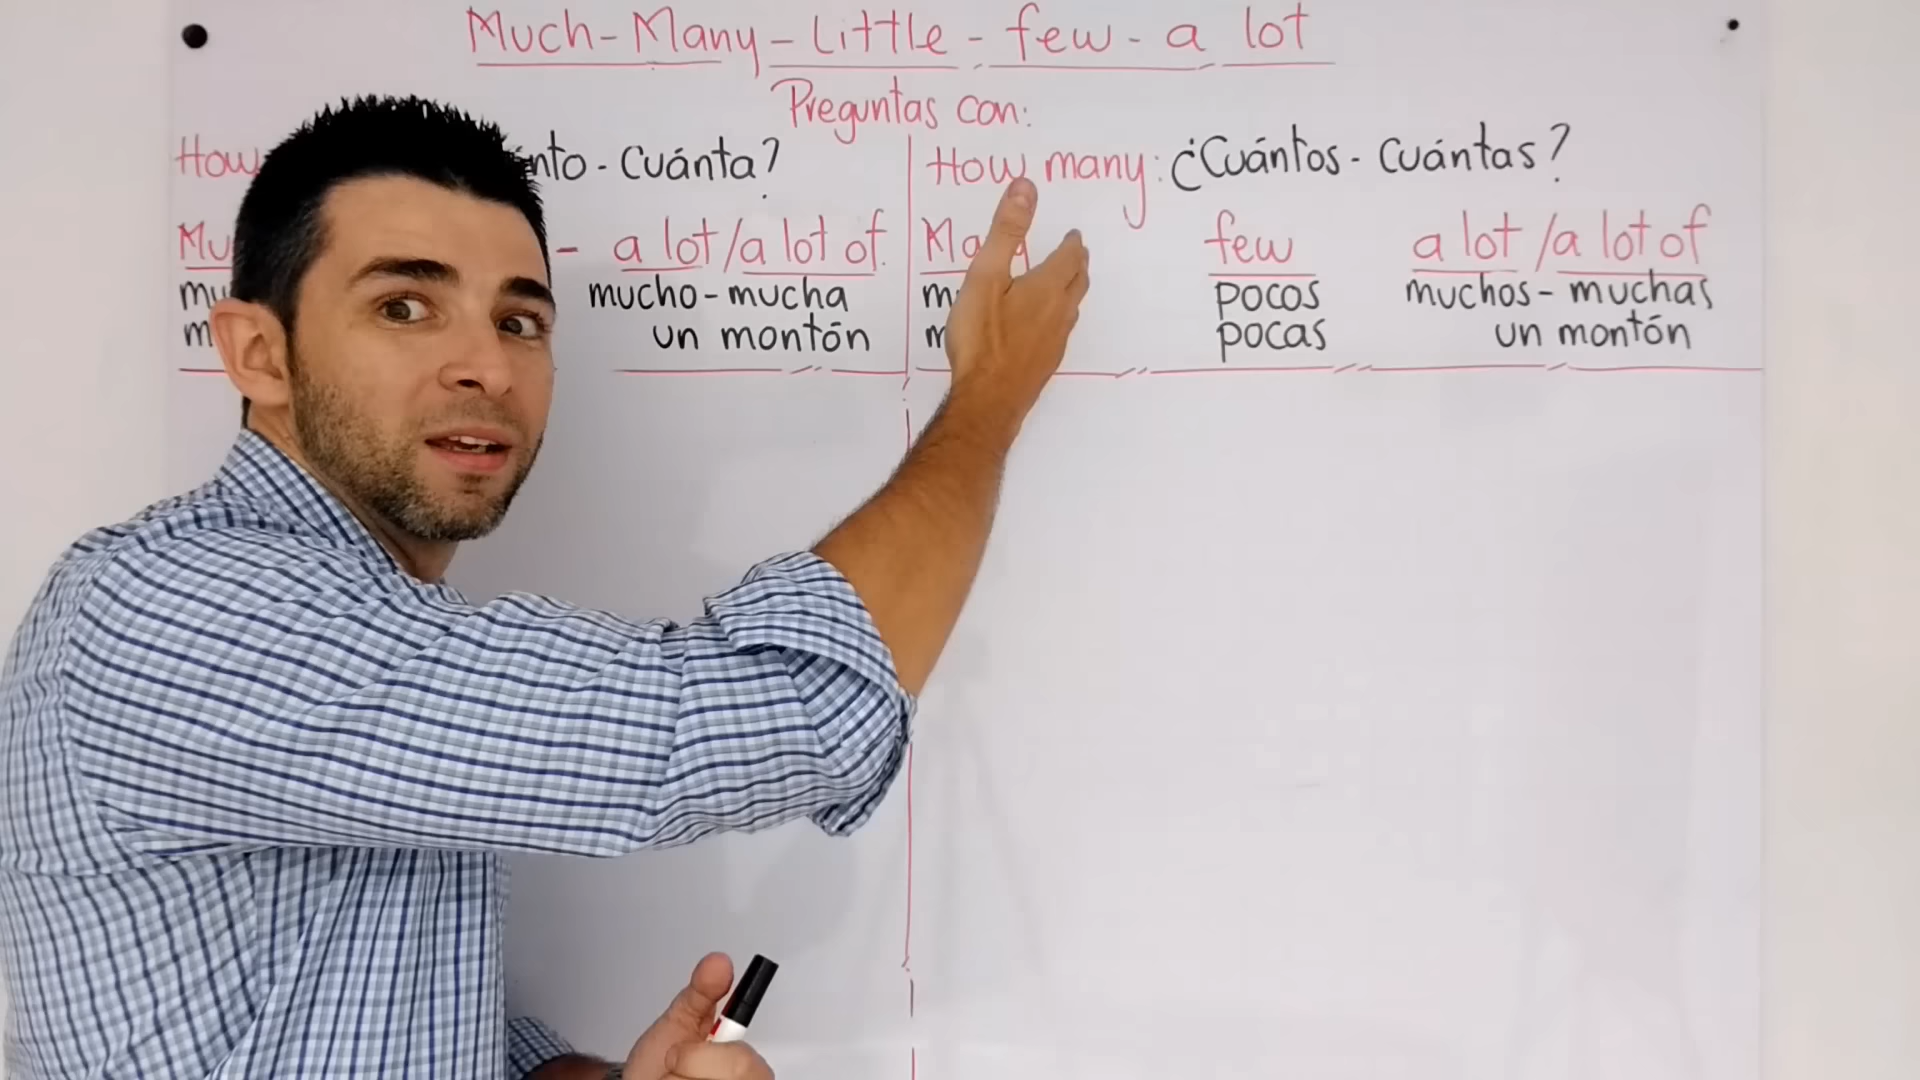 Much - Many - Little - few - a lot
Preguntas con:
How nto - Cuánta?
Mu - a lot / a lot of.
mucho - mucha
un montón
How many: ¿Cuántos - Cuántas?
Many few a lot / a lot of
pocos muchos - muchas
pocas un montón